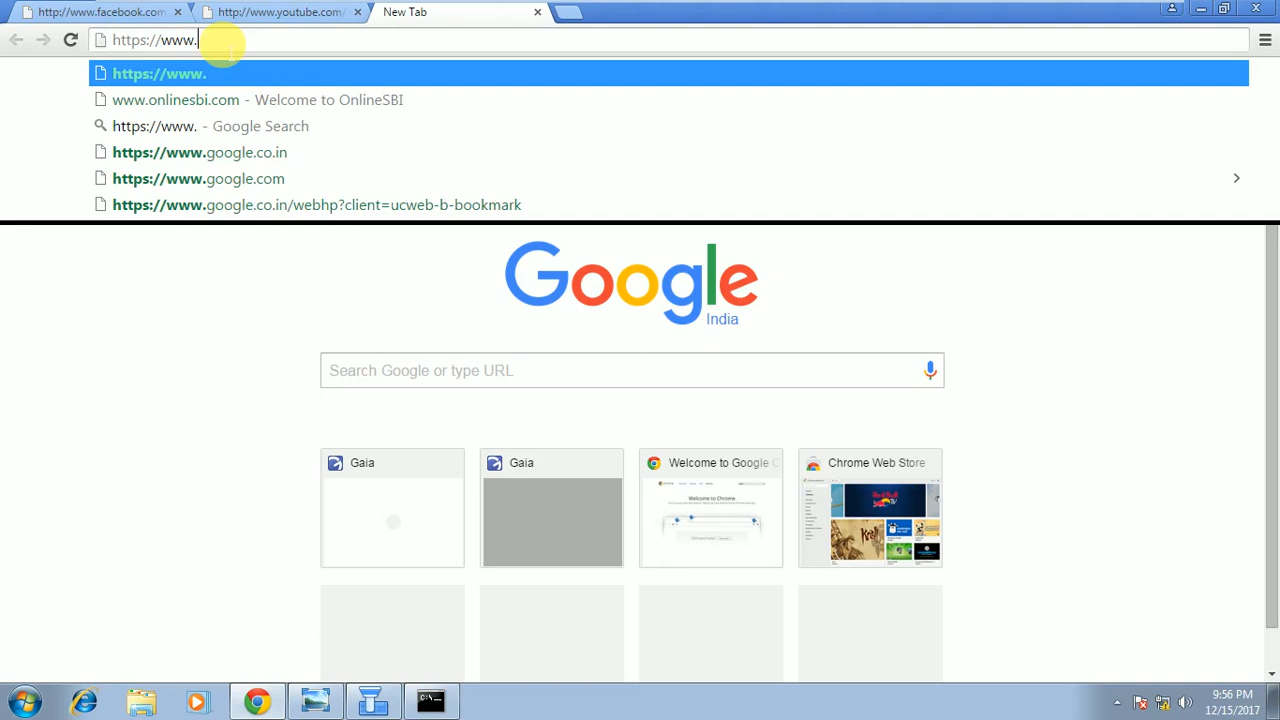 http://www.facebook.com
http://www.youtube.com/
New Tab
https://www.
https://www.
www.onlinesbi.com - Welcome to OnlineSBI
https://www. - Google Search
https://www.google.co.in
https://www.google.com
https://www.google.co.in/webhp?client=ucweb-b-bookmark
Google
India
Search Google or type URL
Gaia
Gaia
Welcome to Google C
Chrome Web Store
Welcome to Chrome
9:56 PM
12/15/2017